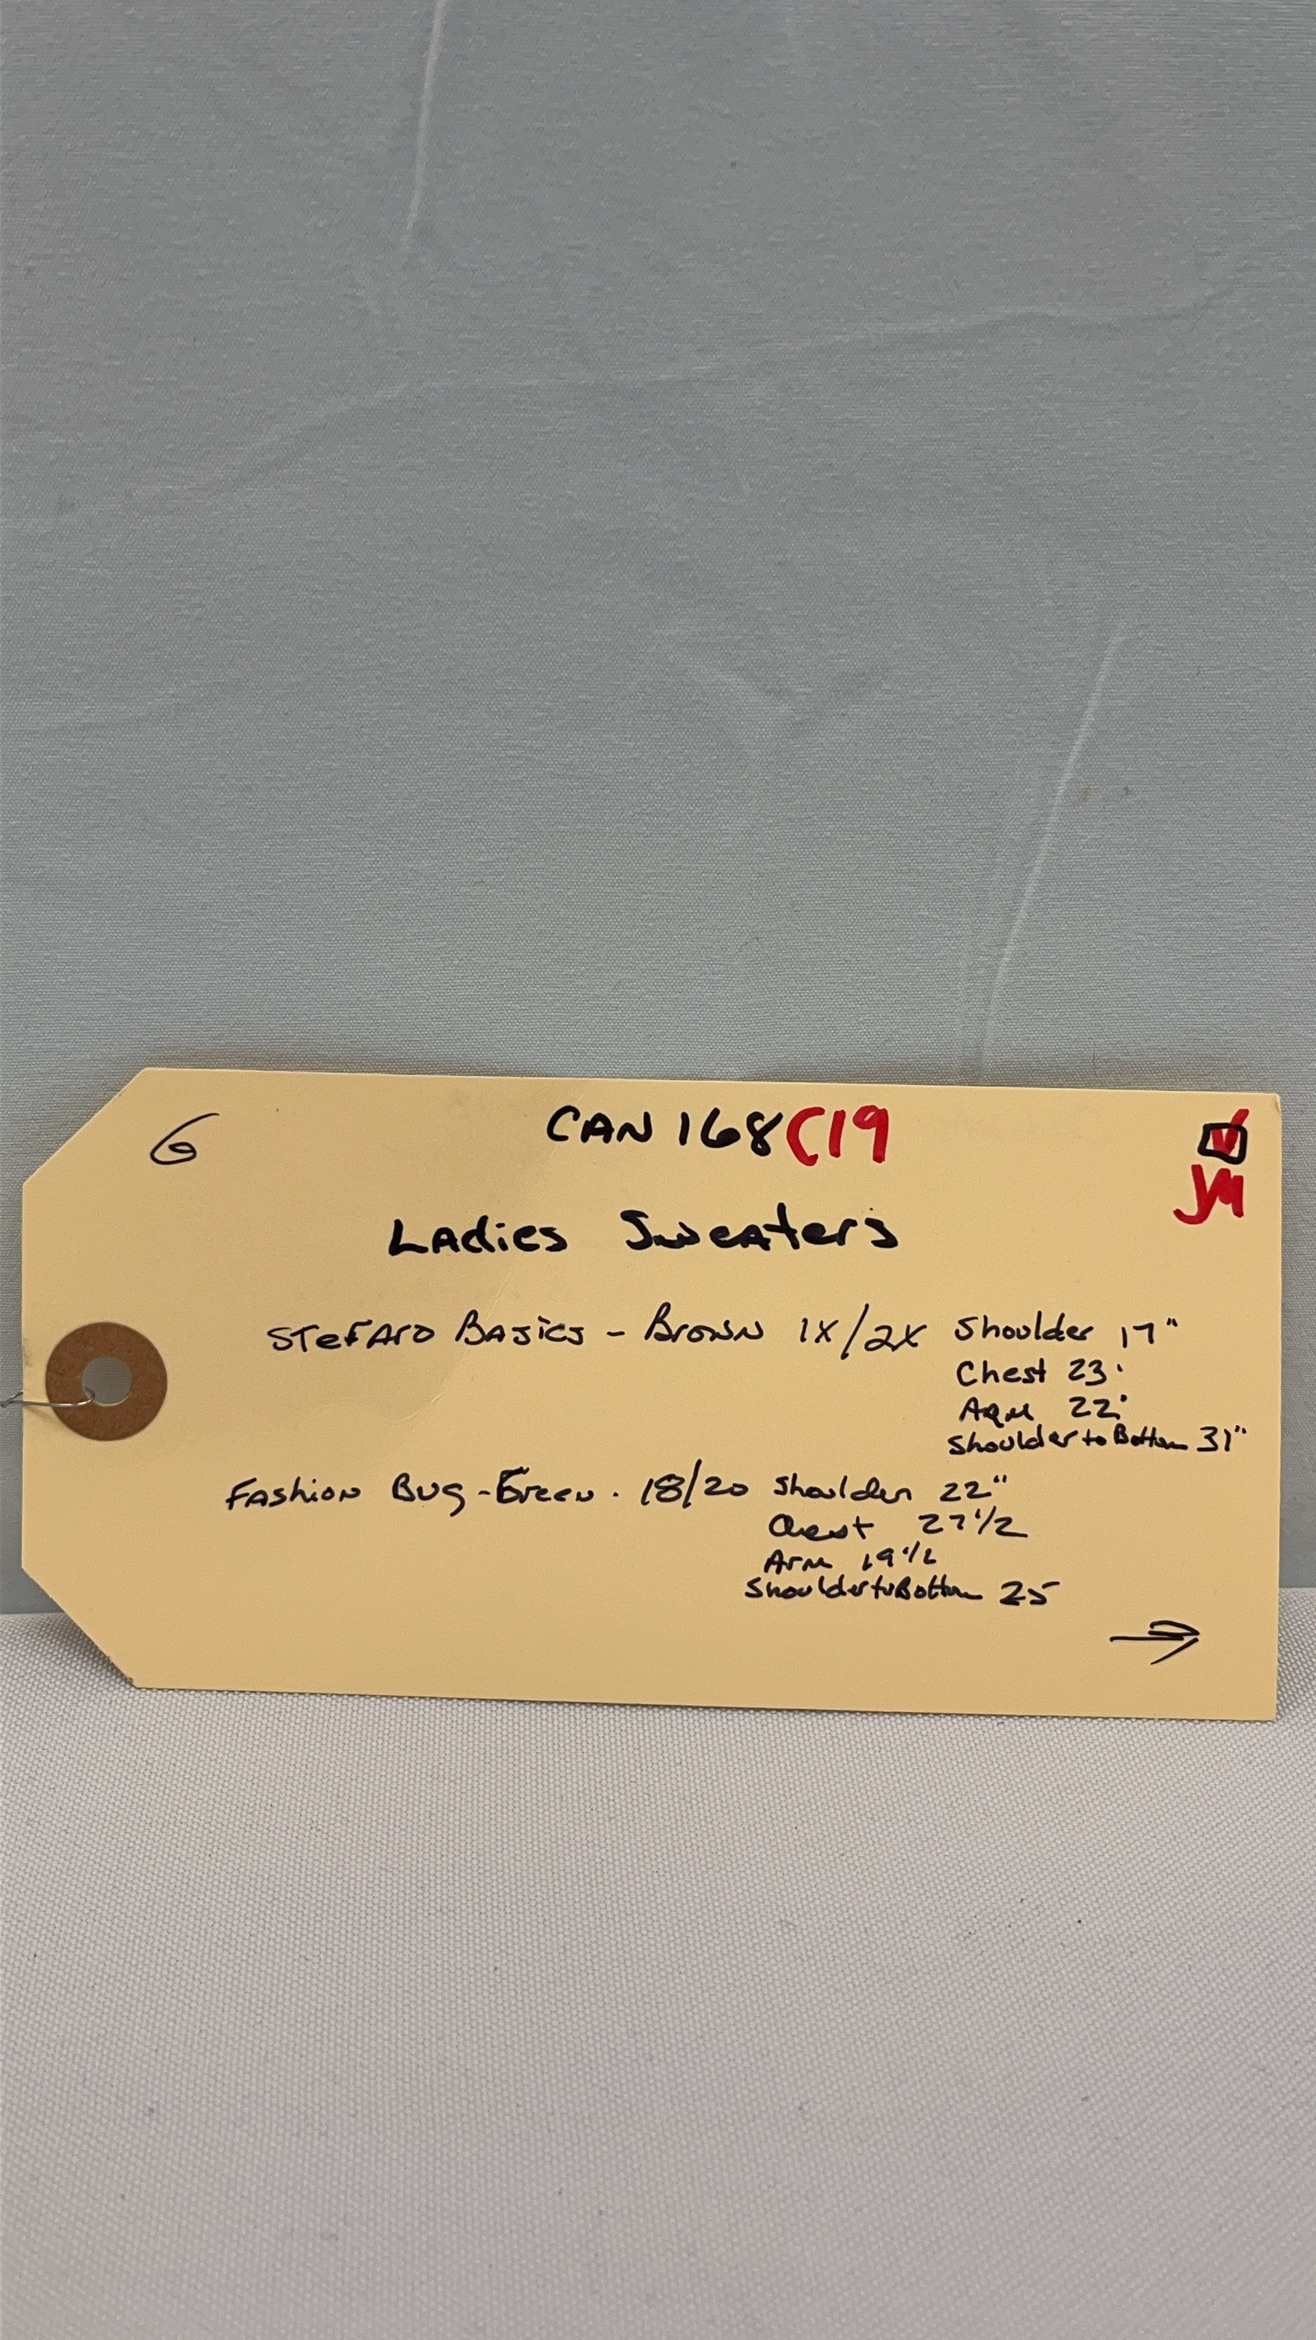 6
CAN 168 C19
JM
Ladies Sweaters
Stefano Basics - Brown 1X/2X Shoulder 17"
Chest 23"
Arm 22"
Shoulder to Bottom 31"
Fashion Bug - Green . 18/20 Shoulder 22"
Chest 27 1/2
Arm 19 1/2
Shoulder to Bottom 25
→